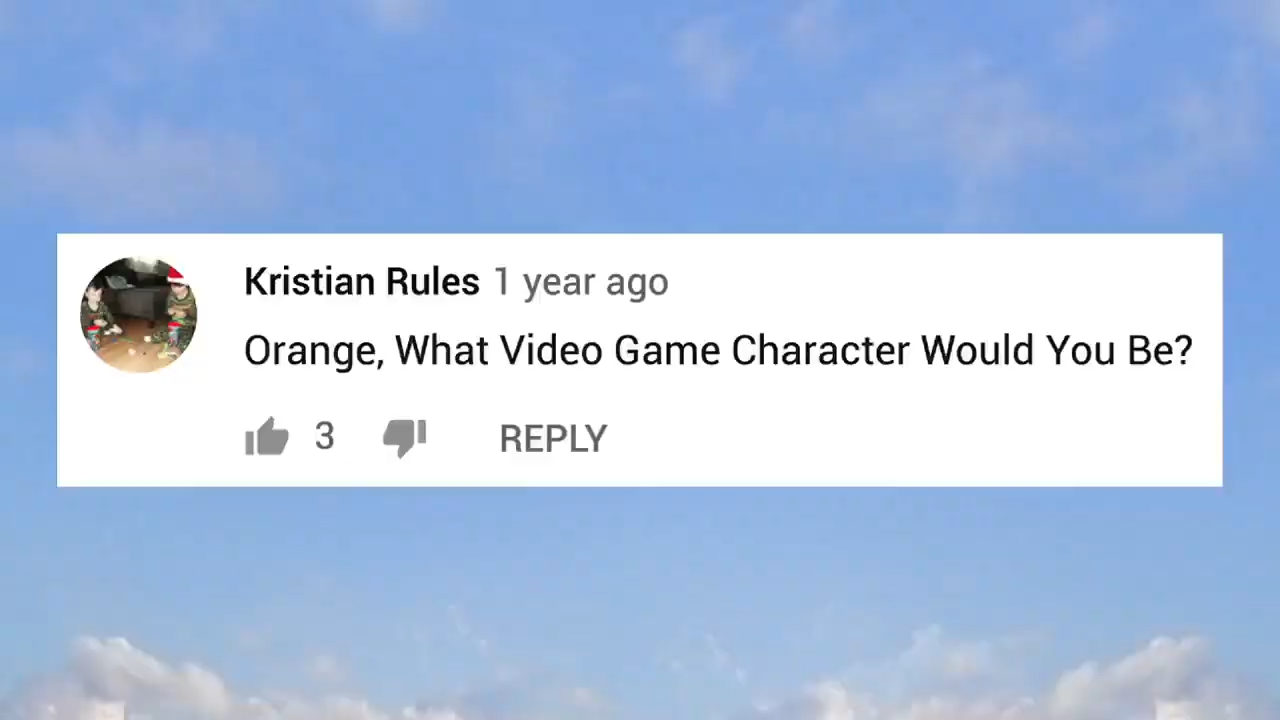 Kristian Rules 1 year ago
Orange, What Video Game Character Would You Be?
3 REPLY